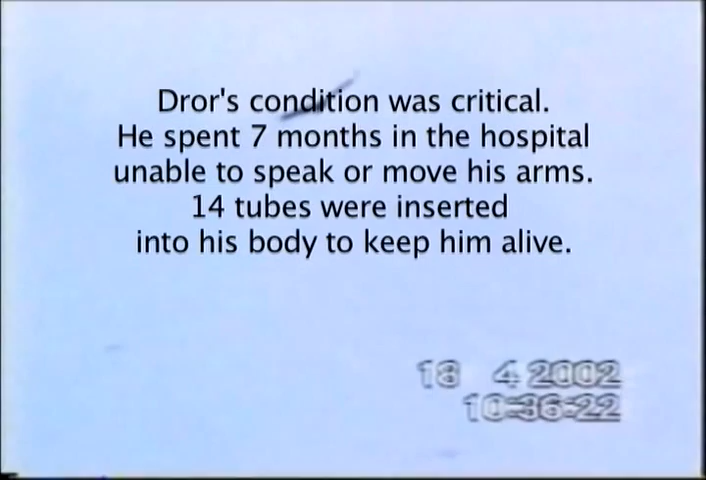 Dror's condition was critical.
He spent 7 months in the hospital
unable to speak or move his arms.
14 tubes were inserted
into his body to keep him alive.
18 4 2002
10:36:22